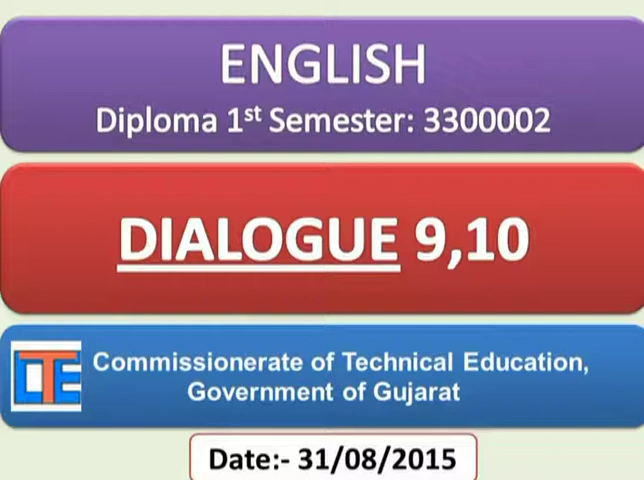 ENGLISH
Diploma 1st Semester: 3300002
DIALOGUE 9,10
CTE
Commissionerate of Technical Education,
Government of Gujarat
Date:- 31/08/2015